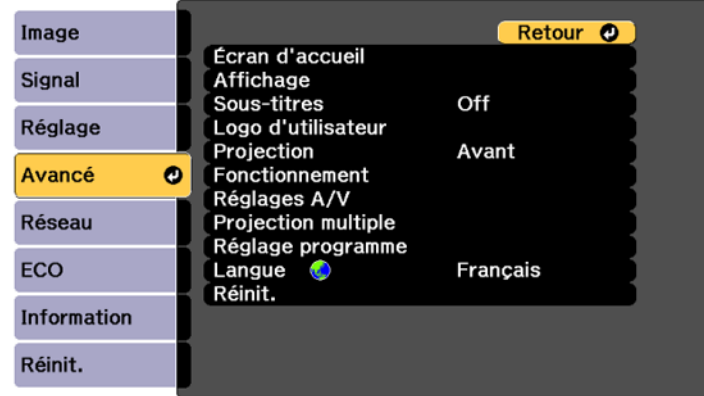 Image
Signal
Réglage
Avancé
Réseau
ECO
Information
Réinit.
Retour
Écran d'accueil
Affichage
Sous-titres Off
Logo d'utilisateur
Projection Avant
Fonctionnement
Réglages A/V
Projection multiple
Réglage programme
Langue Français
Réinit.